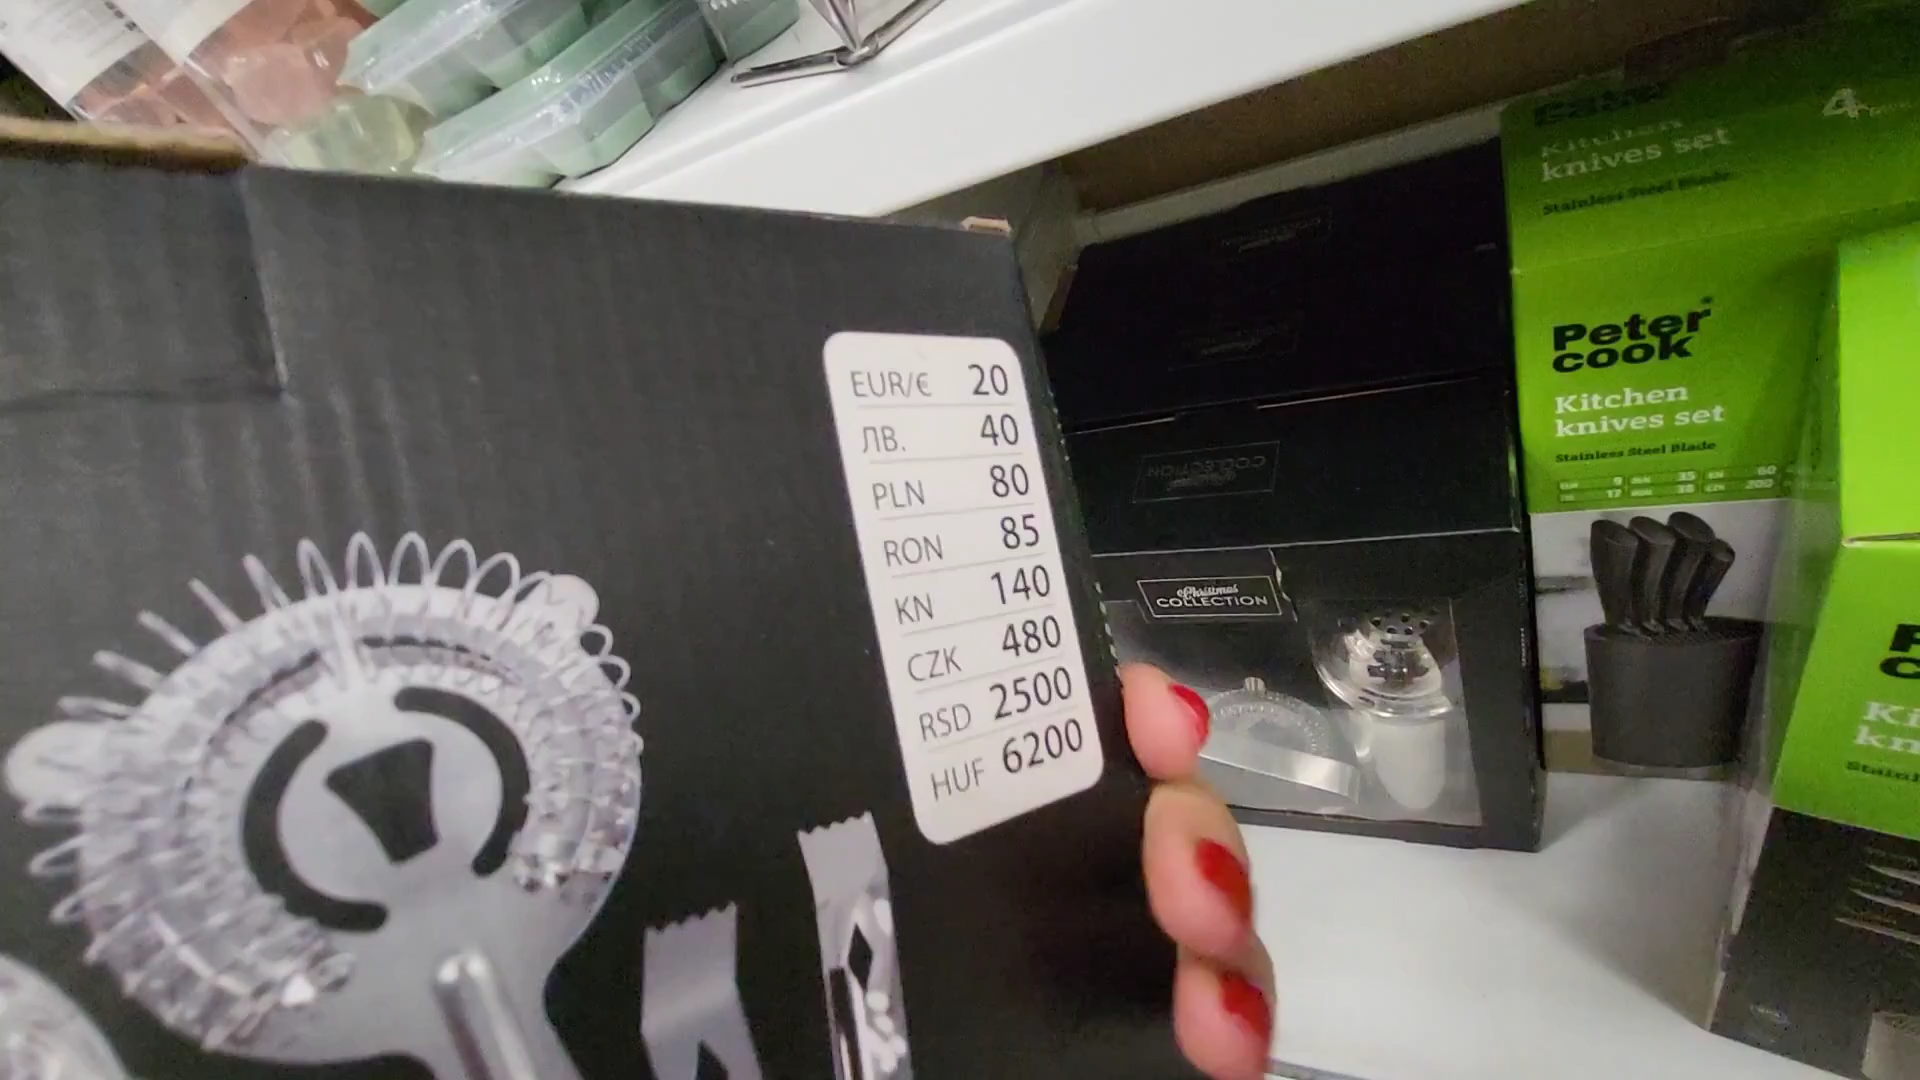 EUR/€ 20
ЛВ. 40
PLN 80
RON 85
KN 140
CZK 480
RSD 2500
HUF 6200
Christmas
COLLECTION
COLLECTION
Kitchen
knives set
Stainless Steel Blade
4
Peter
cook
Kitchen
knives set
Stainless Steel Blade